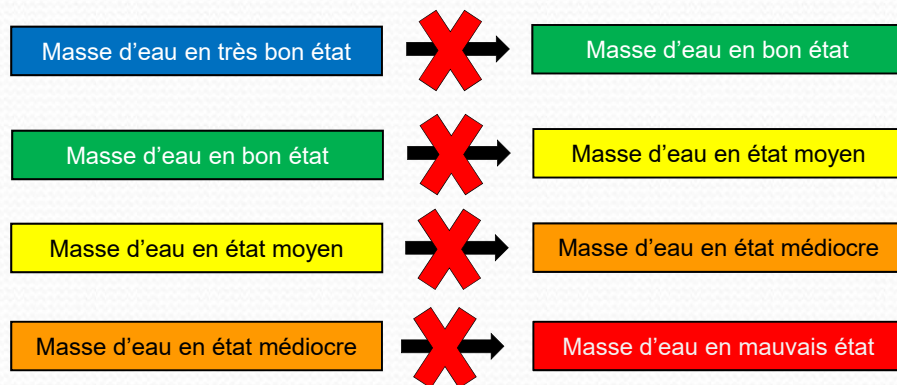 Masse d'eau en très bon état
Masse d'eau en bon état
Masse d'eau en bon état
Masse d'eau en état moyen
Masse d'eau en état moyen
Masse d'eau en état médiocre
Masse d'eau en état médiocre
Masse d'eau en mauvais état